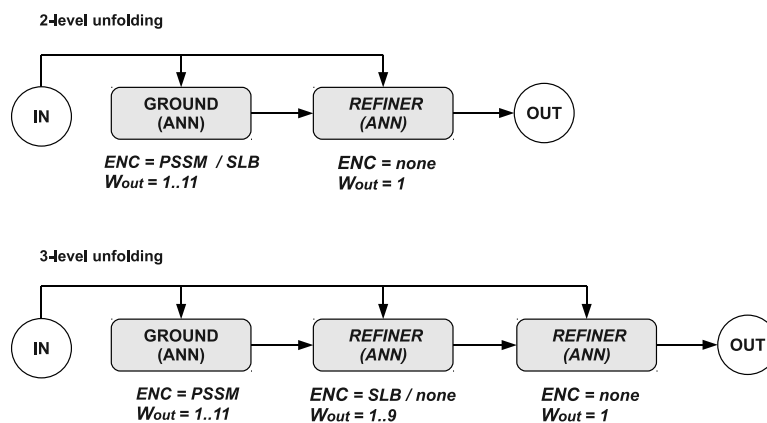 2-level unfolding
IN
GROUND
(ANN)
REFINER
(ANN)
OUT
ENC = PSSM / SLB
Wout = 1..11
ENC = none
Wout = 1
3-level unfolding
IN
GROUND
(ANN)
REFINER
(ANN)
REFINER
(ANN)
OUT
ENC = PSSM
Wout = 1..11
ENC = SLB / none
Wout = 1..9
ENC = none
Wout = 1